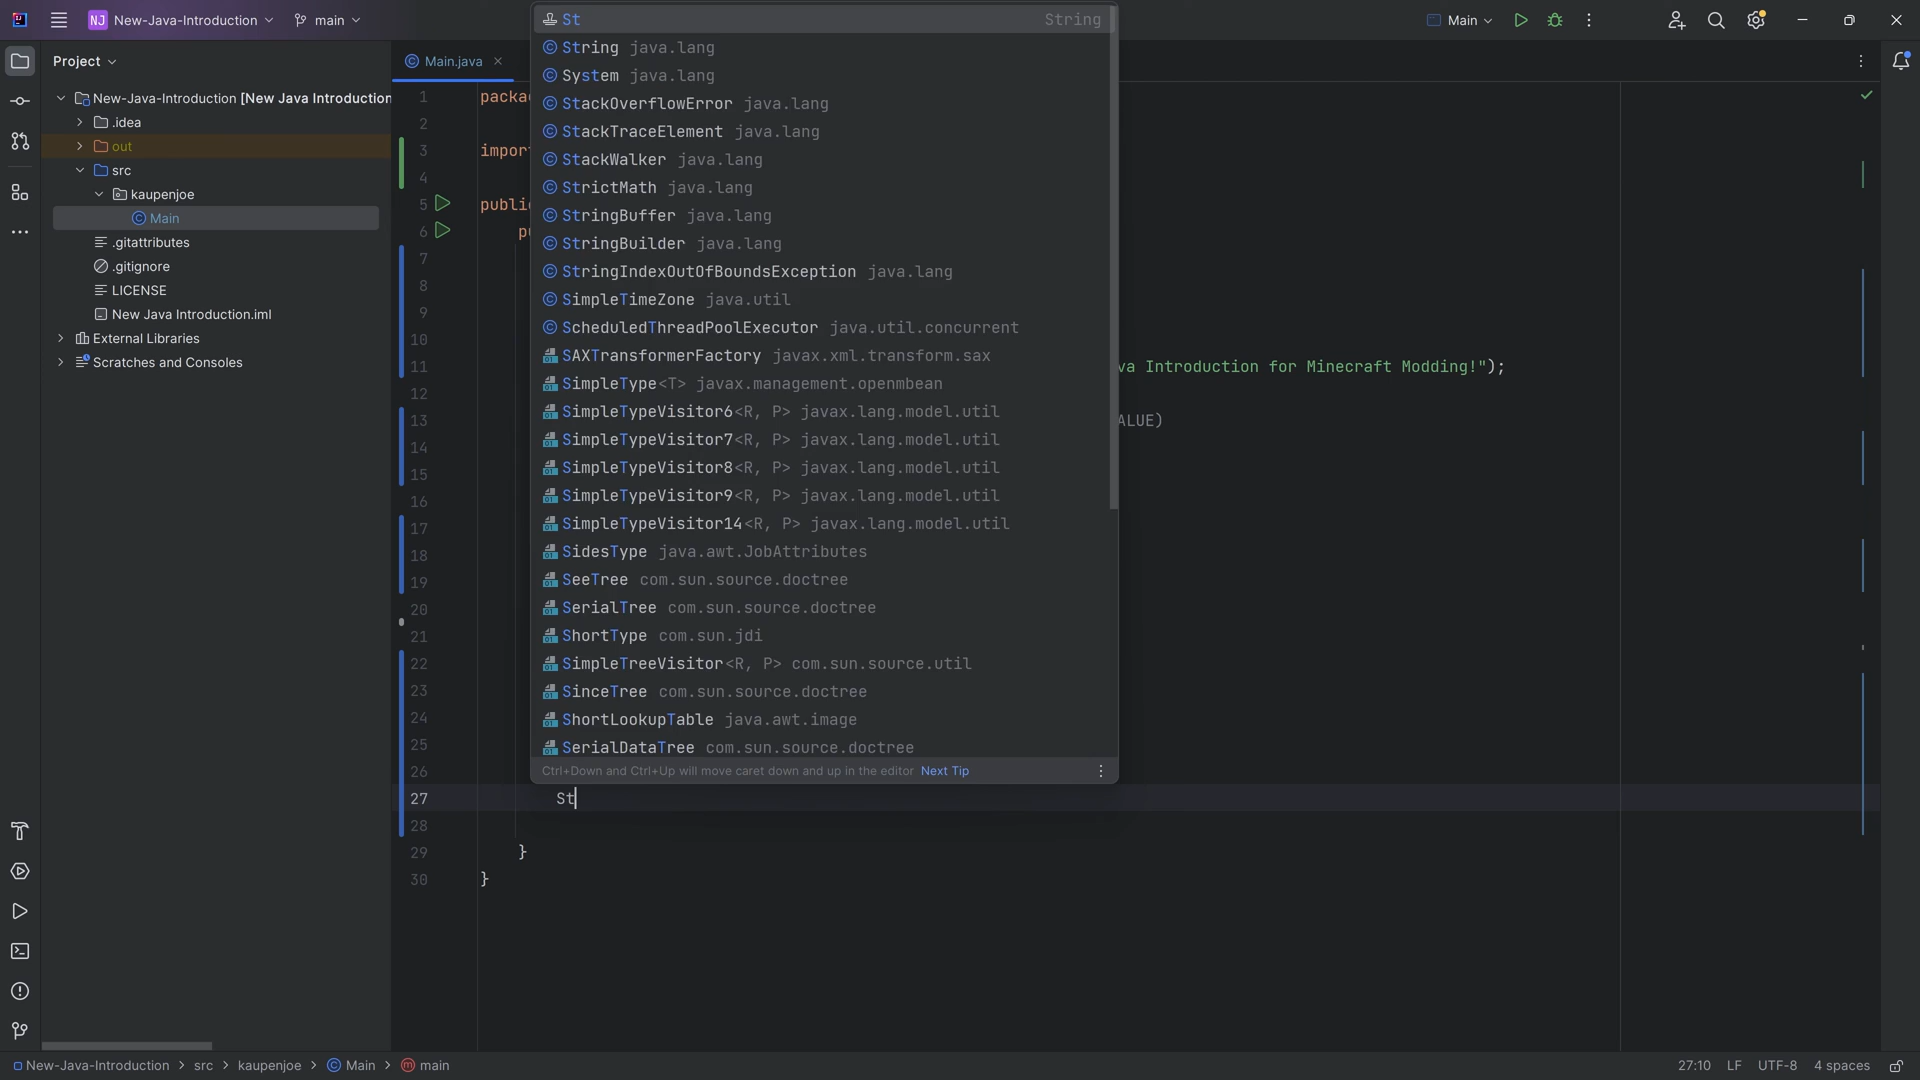 NJ New-Java-Introduction main Main
Project
New-Java-Introduction [New Java Introduction
.idea
out
src
kaupenjoe
Main
.gitattributes
.gitignore
LICENSE
New Java Introduction.iml
External Libraries
Scratches and Consoles
Main.java
1 packa
2
3 import
4
5 public
6 pu
7
8
9
10
11 va Introduction for Minecraft Modding!");
12
13 ALUE)
14
15
16
17
18
19
20
21
22
23
24
25
26
27 St
28
29 }
30 }
St String
String java.lang
System java.lang
StackOverflowError java.lang
StackTraceElement java.lang
StackWalker java.lang
StrictMath java.lang
StringBuffer java.lang
StringBuilder java.lang
StringIndexOutOfBoundsException java.lang
SimpleTimeZone java.util
ScheduledThreadPoolExecutor java.util.concurrent
SAXTransformerFactory javax.xml.transform.sax
SimpleType<T> javax.management.openmbean
SimpleTypeVisitor6<R, P> javax.lang.model.util
SimpleTypeVisitor7<R, P> javax.lang.model.util
SimpleTypeVisitor8<R, P> javax.lang.model.util
SimpleTypeVisitor9<R, P> javax.lang.model.util
SimpleTypeVisitor14<R, P> javax.lang.model.util
SidesType java.awt.JobAttributes
SeeTree com.sun.source.doctree
SerialTree com.sun.source.doctree
ShortType com.sun.jdi
SimpleTreeVisitor<R, P> com.sun.source.util
SinceTree com.sun.source.doctree
ShortLookupTable java.awt.image
SerialDataTree com.sun.source.doctree
Ctrl+Down and Ctrl+Up will move caret down and up in the editor Next Tip
New-Java-Introduction > src > kaupenjoe > Main > main 27:10 LF UTF-8 4 spaces